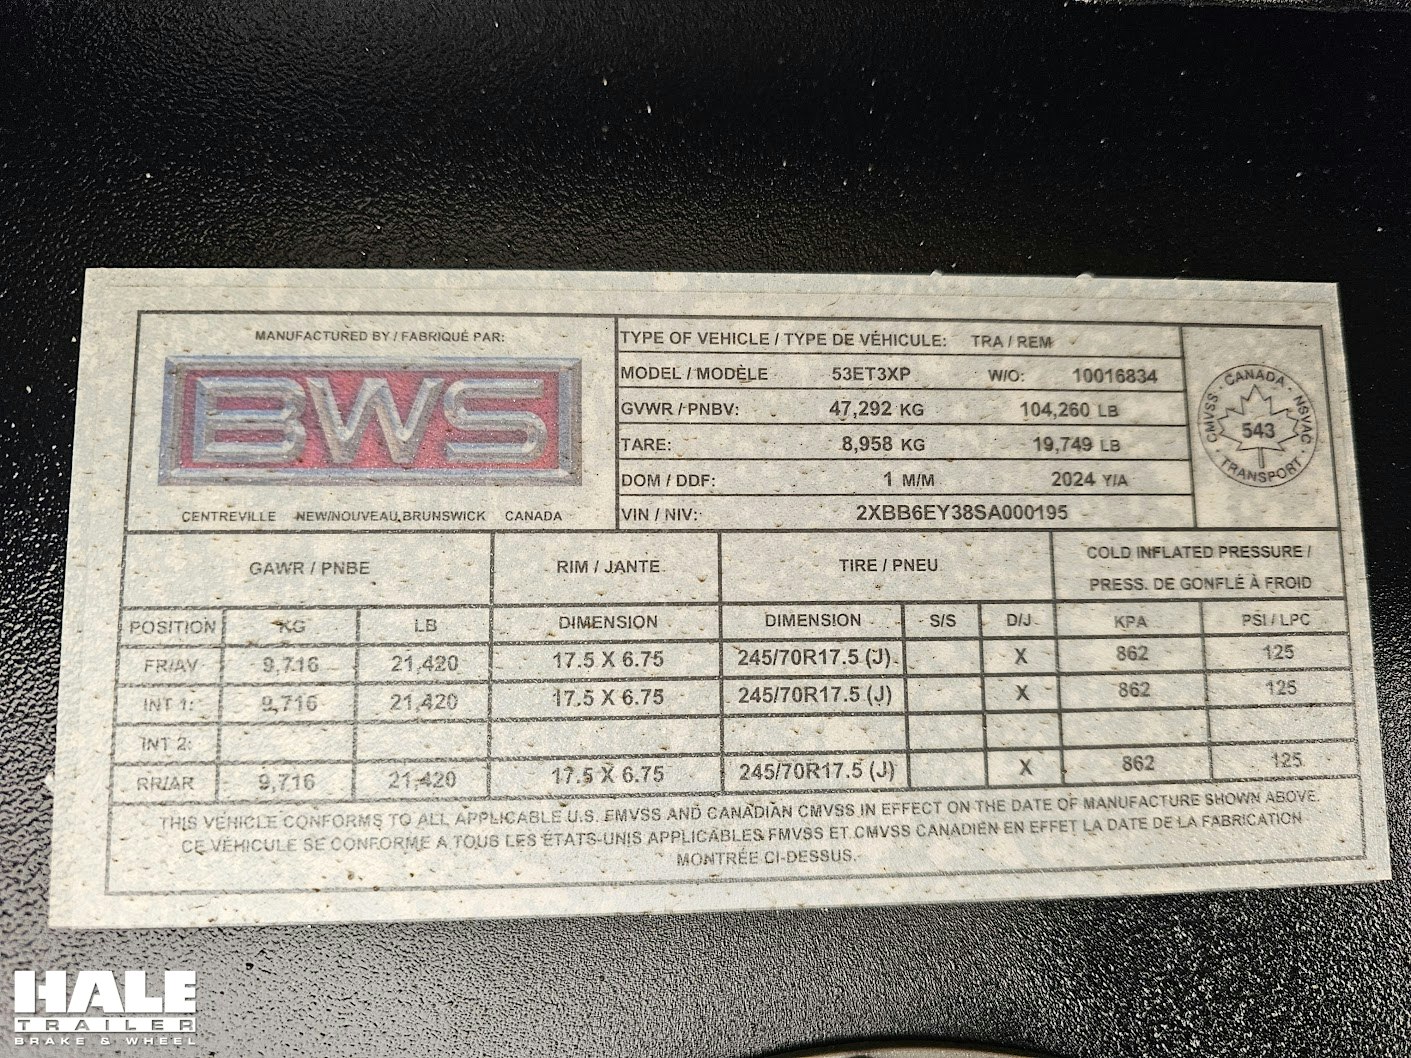 MANUFACTURED BY / FABRIQUÉ PAR:
BWS
CENTREVILLE NEW/NOUVEAU BRUNSWICK CANADA
TYPE OF VEHICLE / TYPE DE VÉHICULE: TRA / REM
MODEL / MODÈLE 53ET3XP W/O: 10016834
GVWR / PNBV: 47,292 KG 104,260 LB
TARE: 8,958 KG 19,749 LB
DOM / DDF: 1 M/M 2024 Y/A
VIN / NIV: 2XBB6EY38SA000195
CMVSS · CANADA · NSVAC · TRANSPORT ·
543
GAWR / PNBE RIM / JANTE TIRE / PNEU COLD INFLATED PRESSURE / PRESS. DE GONFLÉ À FROID
POSITION KG LB DIMENSION DIMENSION S/S D/J KPA PSI / LPC
FR/AV 9,716 21,420 17.5 X 6.75 245/70R17.5 (J) X 862 125
INT 1: 9,716 21,420 17.5 X 6.75 245/70R17.5 (J) X 862 125
INT 2:
RR/AR 9,716 21,420 17.5 X 6.75 245/70R17.5 (J) X 862 125
THIS VEHICLE CONFORMS TO ALL APPLICABLE U.S. FMVSS AND CANADIAN CMVSS IN EFFECT ON THE DATE OF MANUFACTURE SHOWN ABOVE.
CE VÉHICULE SE CONFORME A TOUS LES ÉTATS-UNIS APPLICABLES FMVSS ET CMVSS CANADIEN EN EFFET LA DATE DE LA FABRICATION
MONTRÉE CI-DESSUS.
HALE
TRAILER
BRAKE & WHEEL